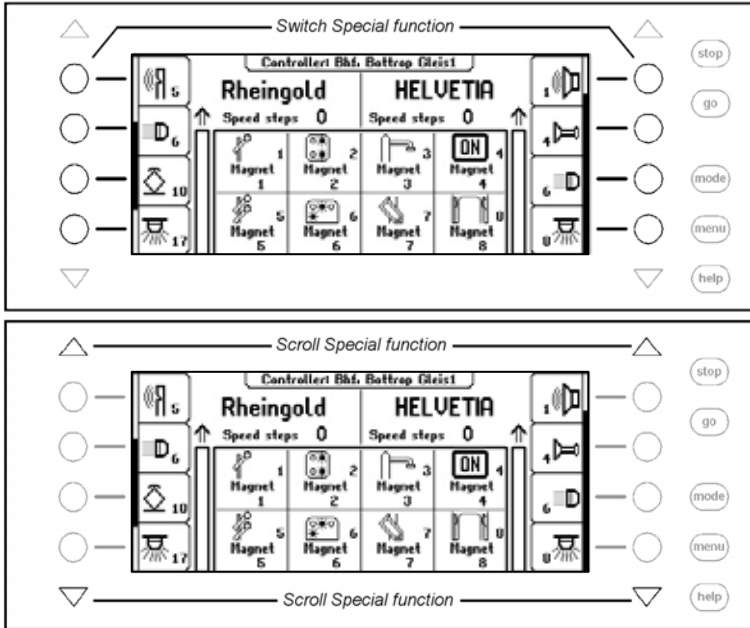 Switch Special function
stop
go
mode
menu
help
Controller1 Bhf. Bottrop Gleis1
Rheingold HELVETIA
Speed steps 0 Speed steps 0
5 1
6 4
10 6
17 8
1 2 3 ON 4
Magnet Magnet Magnet Magnet
1 2 3 4
5 6 7 8
Magnet Magnet Magnet Magnet
5 6 7 8
Scroll Special function
stop
go
mode
menu
help
Controller1 Bhf. Bottrop Gleis1
Rheingold HELVETIA
Speed steps 0 Speed steps 0
5 1
6 4
10 6
17 8
1 2 3 ON 4
Magnet Magnet Magnet Magnet
1 2 3 4
5 6 7 8
Magnet Magnet Magnet Magnet
5 6 7 8
Scroll Special function